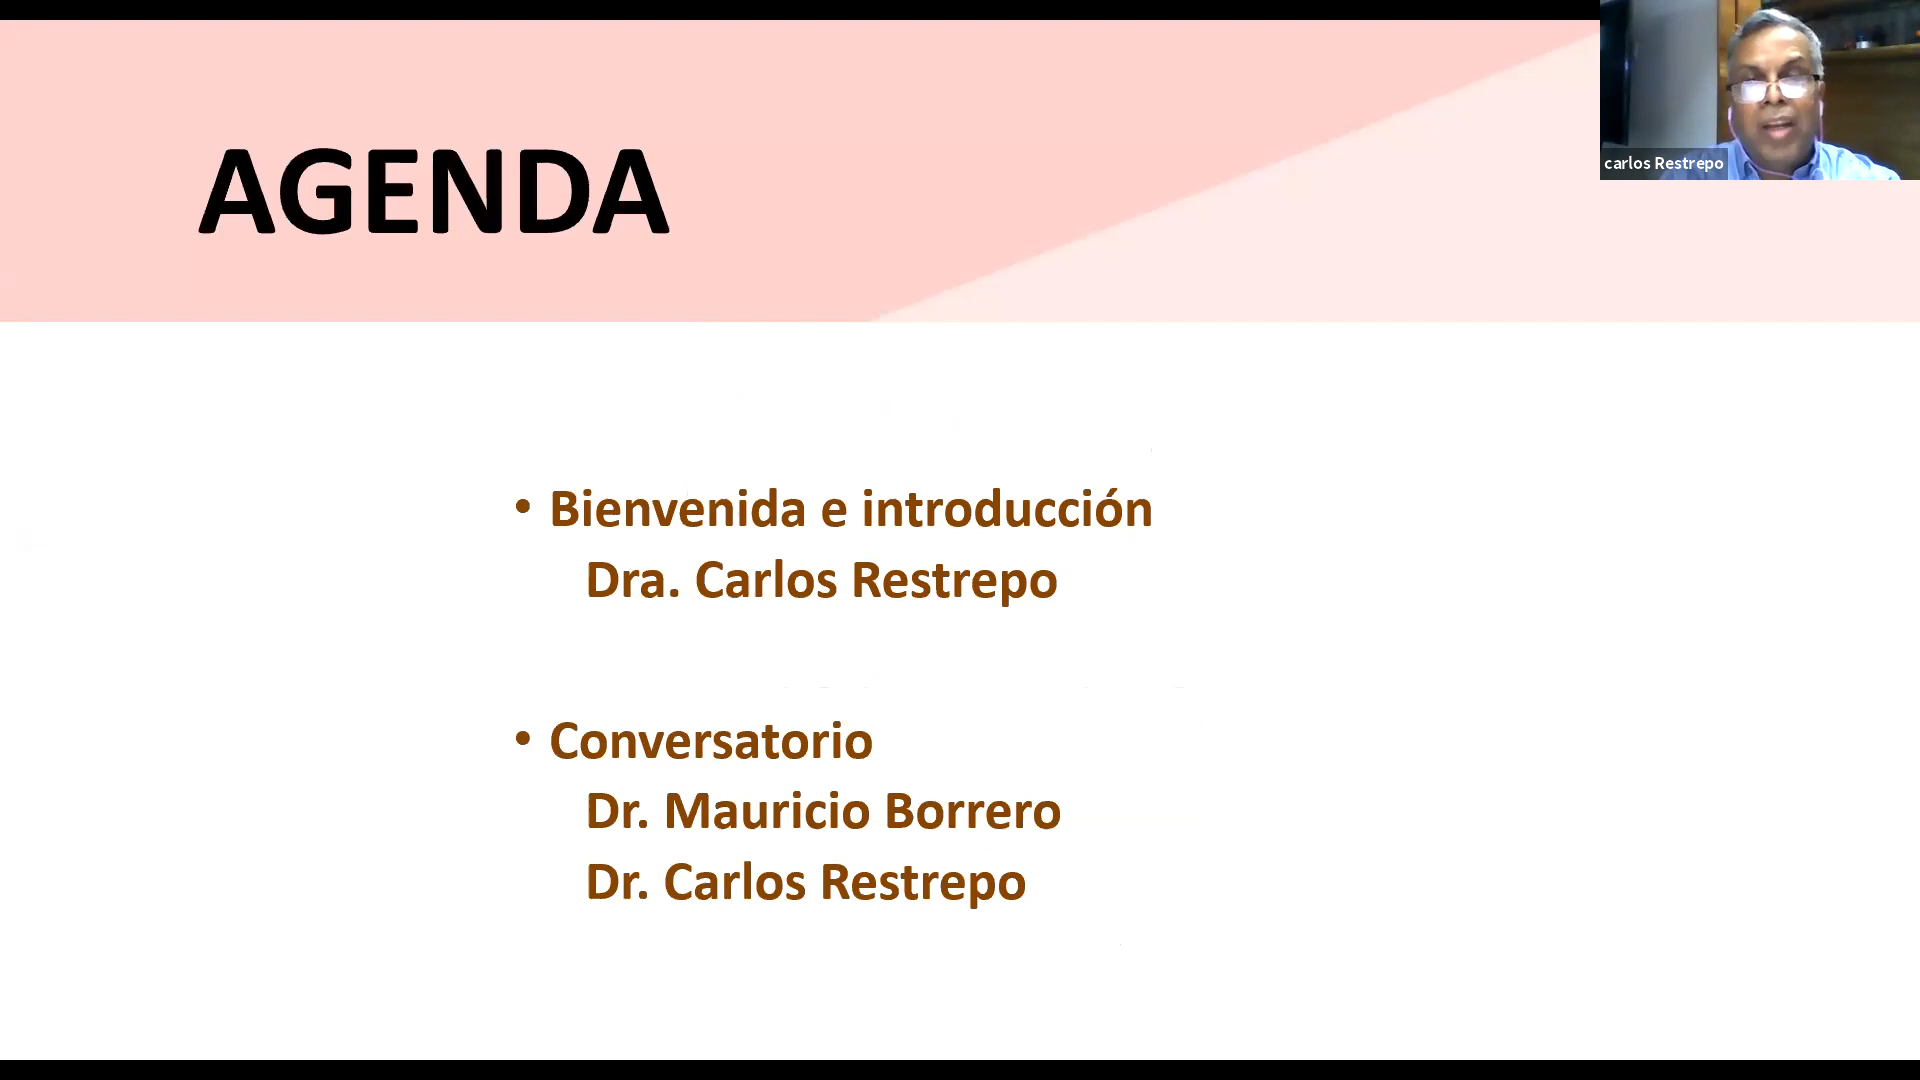 AGENDA
carlos Restrepo
• Bienvenida e introducción
Dra. Carlos Restrepo
• Conversatorio
Dr. Mauricio Borrero
Dr. Carlos Restrepo